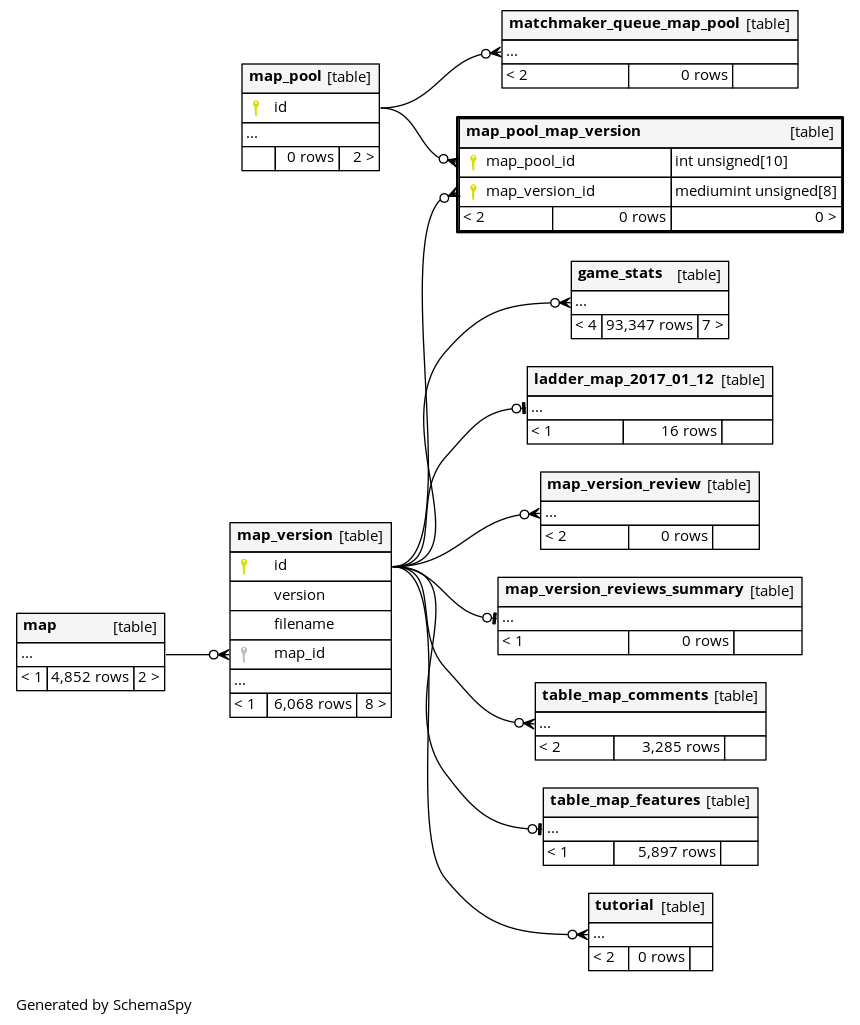 matchmaker_queue_map_pool [table]
...
< 2 0 rows
map_pool [table]
id
...
0 rows 2 >
map_pool_map_version [table]
map_pool_id int unsigned[10]
map_version_id mediumint unsigned[8]
< 2 0 rows 0 >
game_stats [table]
...
< 4 93,347 rows 7 >
ladder_map_2017_01_12 [table]
...
< 1 16 rows
map_version_review [table]
...
< 2 0 rows
map_version [table]
id
version
filename
map_id
...
< 1 6,068 rows 8 >
map_version_reviews_summary [table]
...
< 1 0 rows
map [table]
...
< 1 4,852 rows 2 >
table_map_comments [table]
...
< 2 3,285 rows
table_map_features [table]
...
< 1 5,897 rows
tutorial [table]
...
< 2 0 rows
Generated by SchemaSpy